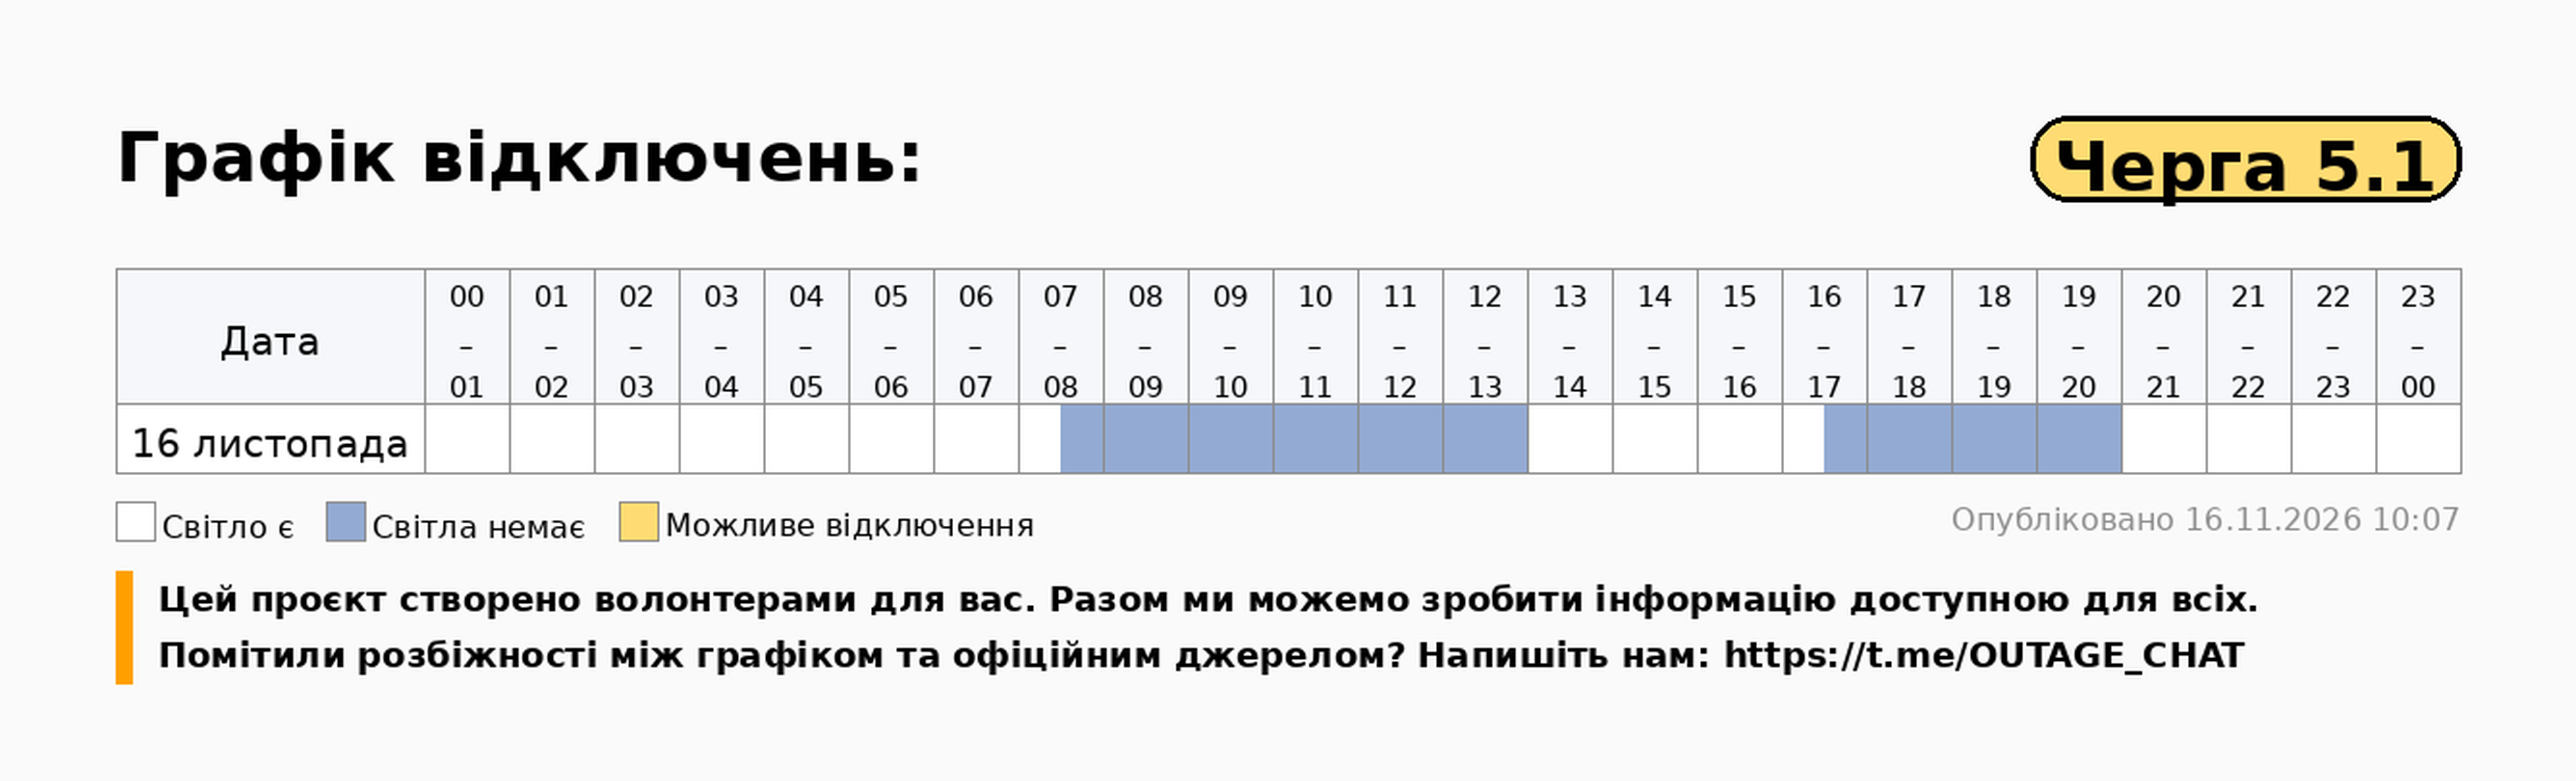 Графік відключень:
Черга 5.1
Дата
00 – 01
01 – 02
02 – 03
03 – 04
04 – 05
05 – 06
06 – 07
07 – 08
08 – 09
09 – 10
10 – 11
11 – 12
12 – 13
13 – 14
14 – 15
15 – 16
16 – 17
17 – 18
18 – 19
19 – 20
20 – 21
21 – 22
22 – 23
23 – 00
16 листопада
Світло є
Світла немає
Можливе відключення
Опубліковано 16.11.2026 10:07
Цей проєкт створено волонтерами для вас. Разом ми можемо зробити інформацію доступною для всіх.
Помітили розбіжності між графіком та офіційним джерелом? Напишіть нам: https://t.me/OUTAGE_CHAT